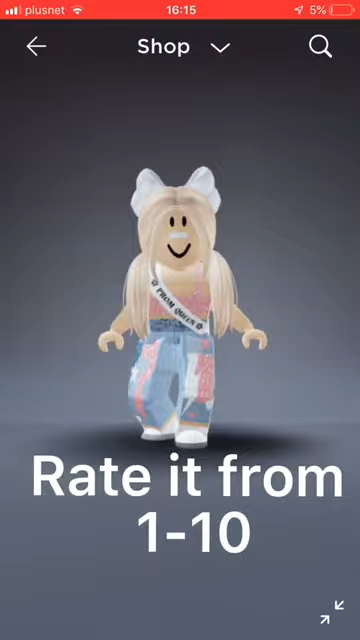 plusnet 16:15 5%
Shop
PROM QUEEN
Rate it from
1-10